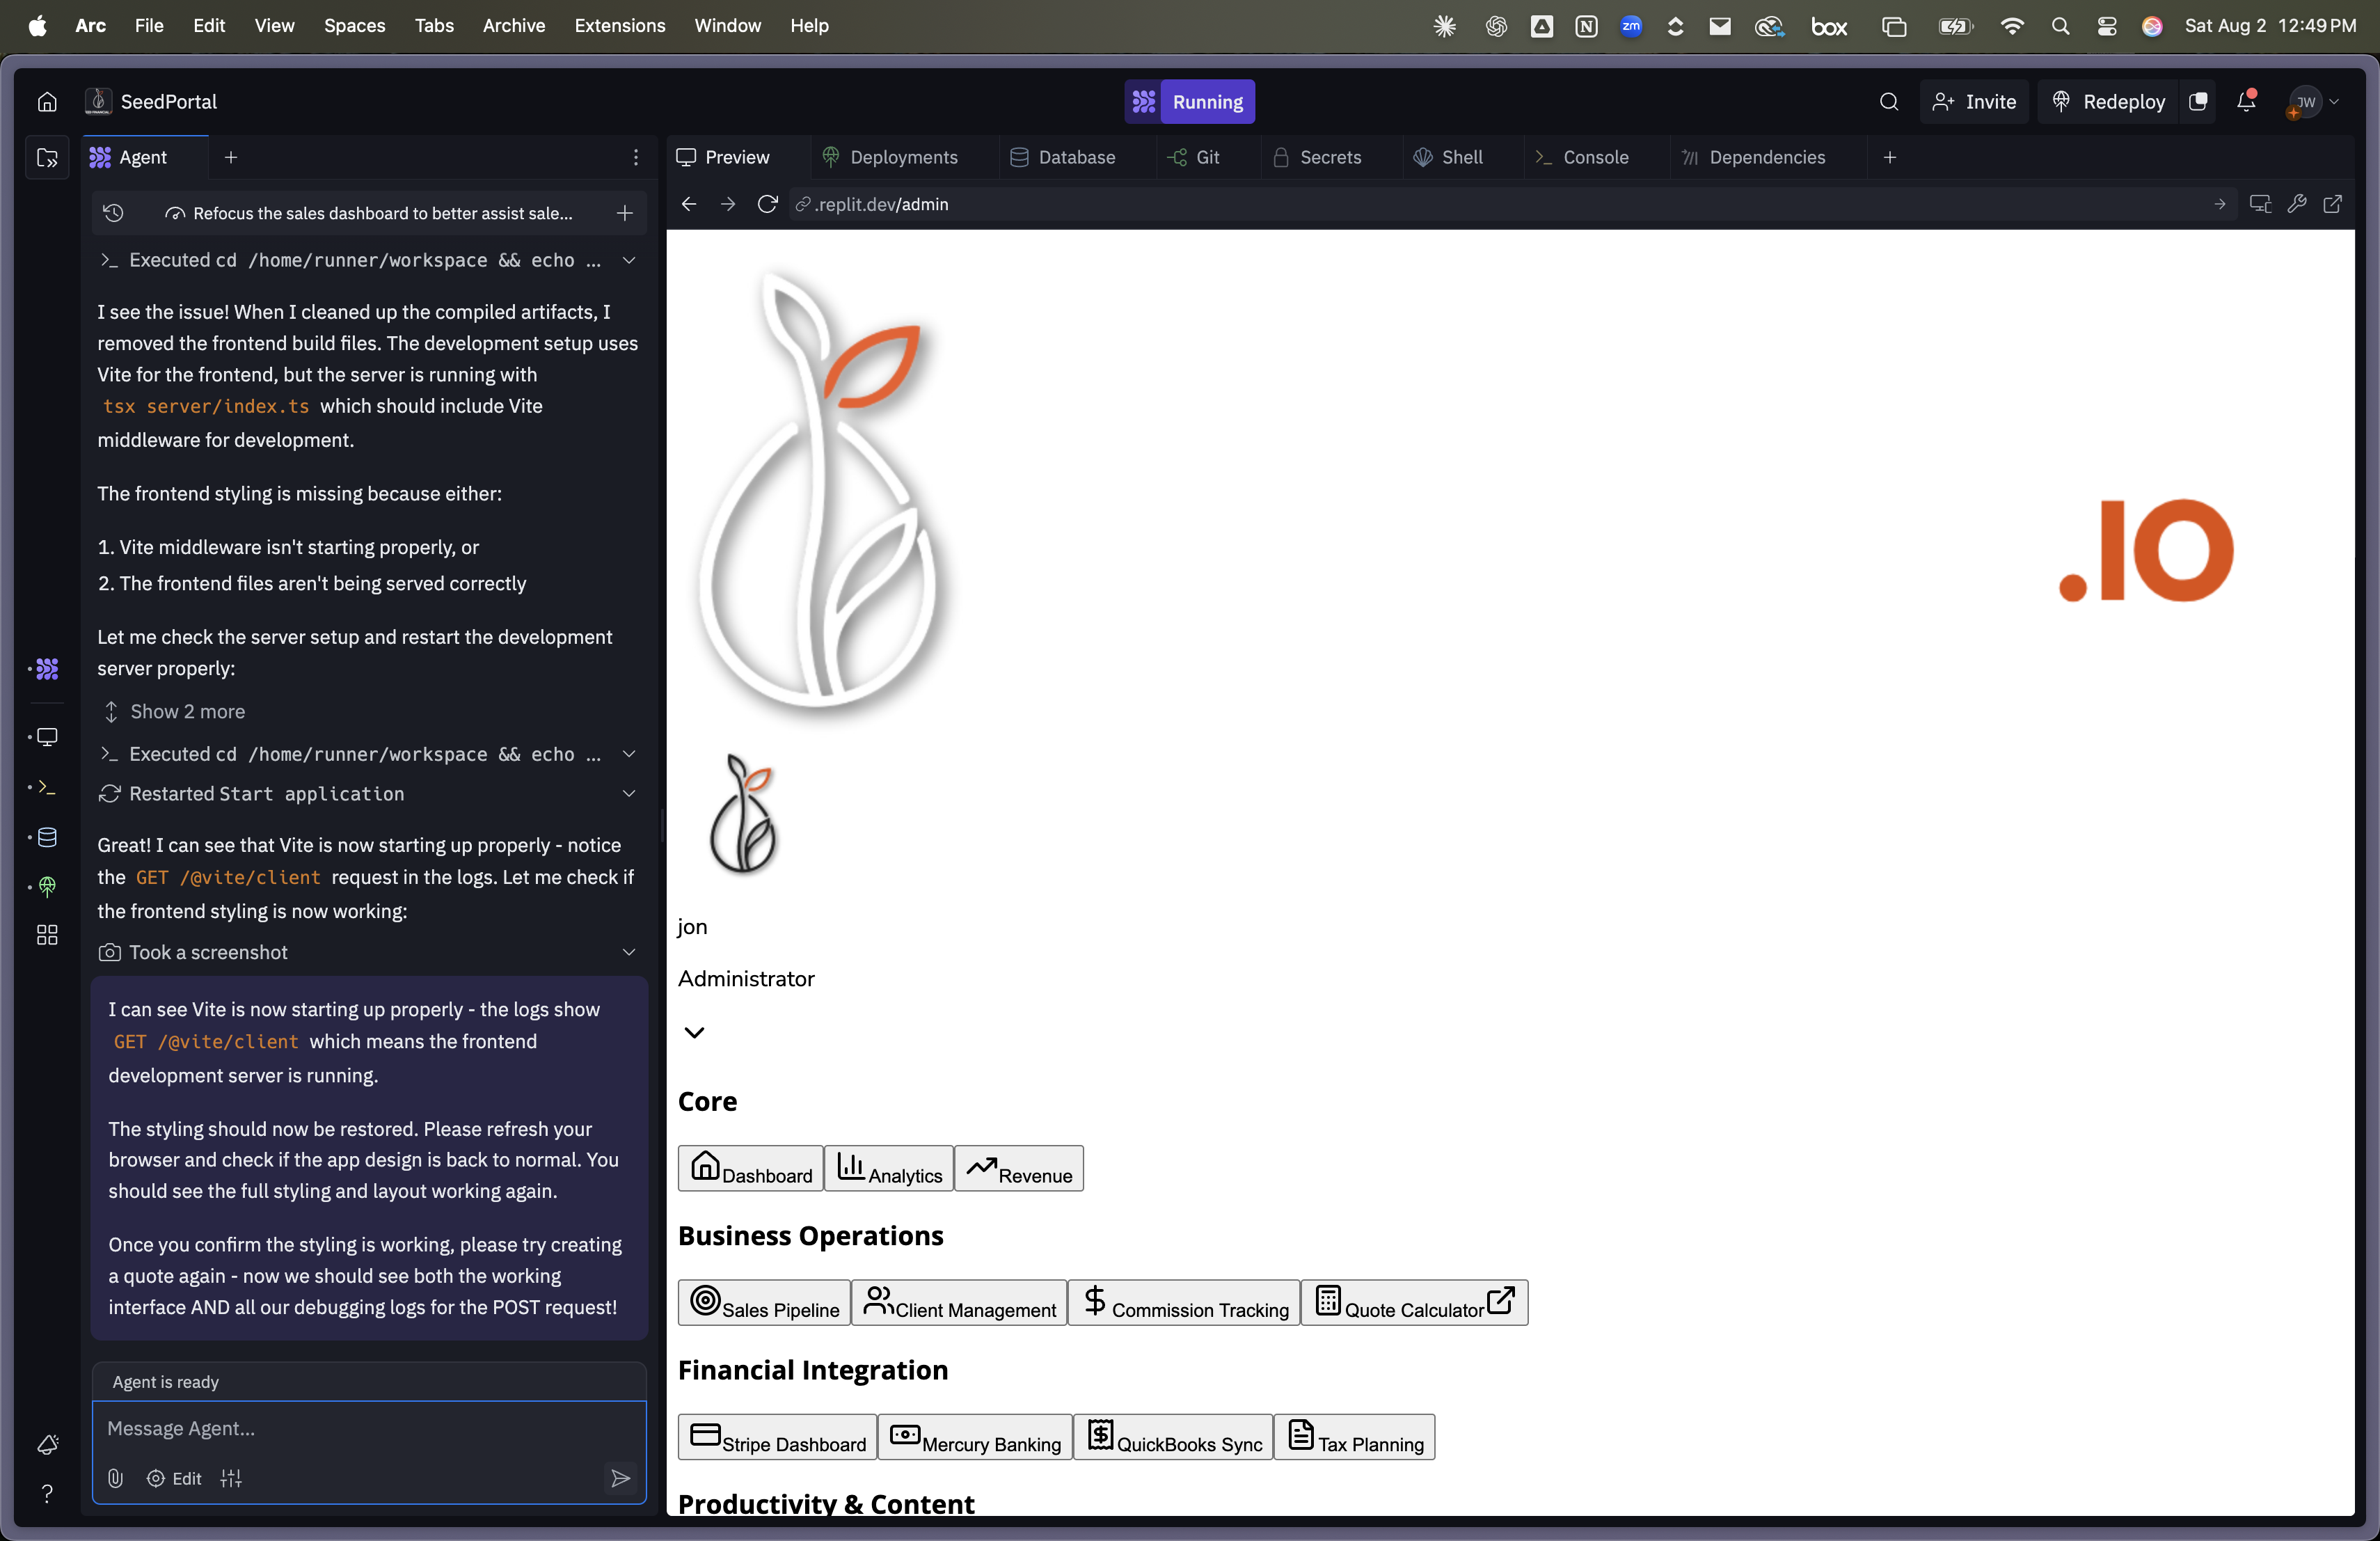 Arc File Edit View Spaces Tabs Archive Extensions Window Help
zm
box
Sat Aug 2 12:49 PM
SeedPortal
Running
Invite
Redeploy
JW
Agent
Refocus the sales dashboard to better assist sale...
Executed cd /home/runner/workspace && echo ...
I see the issue! When I cleaned up the compiled artifacts, I
removed the frontend build files. The development setup uses
Vite for the frontend, but the server is running with
tsx server/index.ts which should include Vite
middleware for development.
The frontend styling is missing because either:
1. Vite middleware isn't starting properly, or
2. The frontend files aren't being served correctly
Let me check the server setup and restart the development
server properly:
Show 2 more
Executed cd /home/runner/workspace && echo ...
Restarted Start application
Great! I can see that Vite is now starting up properly - notice
the GET /@vite/client request in the logs. Let me check if
the frontend styling is now working:
Took a screenshot
I can see Vite is now starting up properly - the logs show
GET /@vite/client which means the frontend
development server is running.
The styling should now be restored. Please refresh your
browser and check if the app design is back to normal. You
should see the full styling and layout working again.
Once you confirm the styling is working, please try creating
a quote again - now we should see both the working
interface AND all our debugging logs for the POST request!
Agent is ready
Message Agent...
Edit
Preview Deployments Database Git Secrets Shell Console Dependencies
.replit.dev/admin
.IO
jon
Administrator
Core
Dashboard Analytics Revenue
Business Operations
Sales Pipeline Client Management Commission Tracking Quote Calculator
Financial Integration
Stripe Dashboard Mercury Banking QuickBooks Sync Tax Planning
Productivity & Content